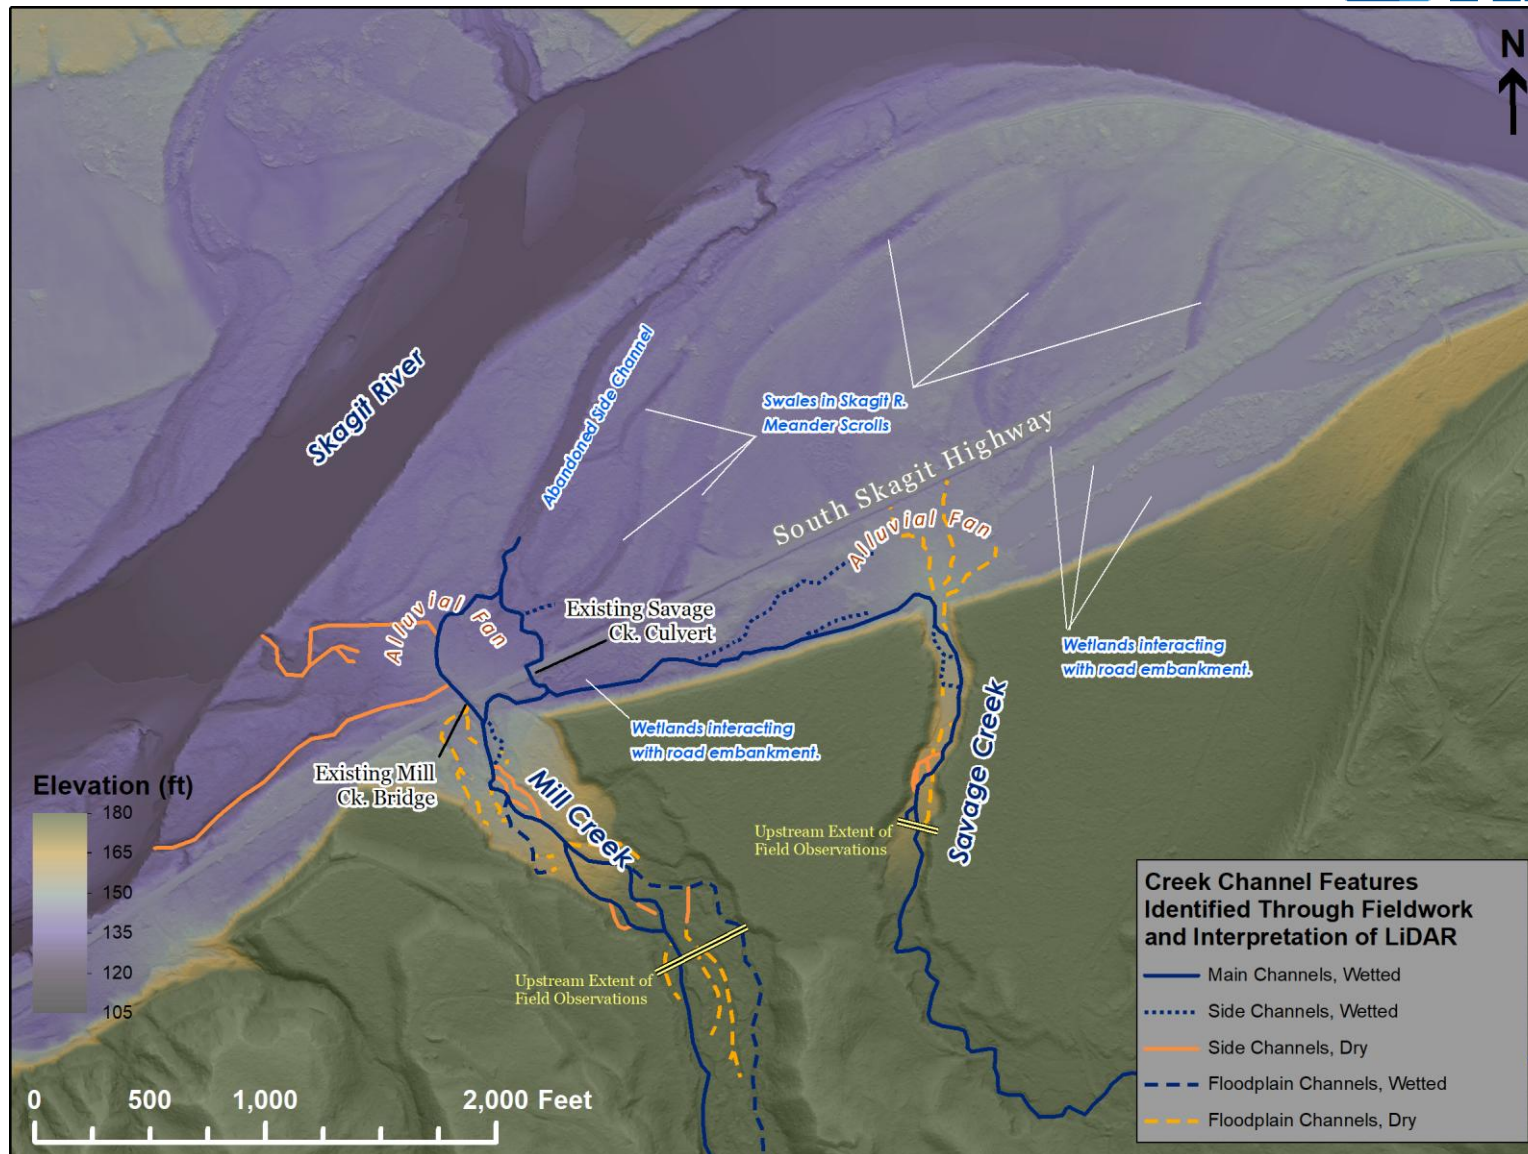 N
Skagit River
Abandoned Side Channel
Swales in Skagit R.
Meander Scrolls
South Skagit Highway
Alluvial Fan
Alluvial Fan
Existing Savage
Ck. Culvert
Wetlands interacting
with road embankment.
Wetlands interacting
with road embankment.
Existing Mill
Ck. Bridge
Mill Creek
Savage Creek
Upstream Extent of
Field Observations
Upstream Extent of
Field Observations
Elevation (ft)
180
165
150
135
120
105
0 500 1,000 2,000 Feet
Creek Channel Features
Identified Through Fieldwork
and Interpretation of LiDAR
Main Channels, Wetted
Side Channels, Wetted
Side Channels, Dry
Floodplain Channels, Wetted
Floodplain Channels, Dry